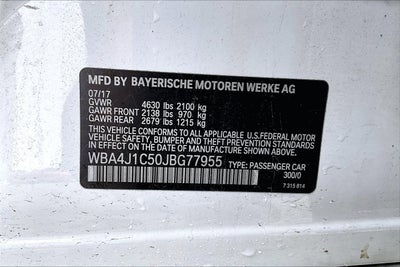 MFD BY BAYERISCHE MOTOREN WERKE AG
07/17
GVWR 4630 lbs 2100 kg
GAWR FRONT 2138 lbs 970 kg
GAWR REAR 2679 lbs 1215 kg
THIS VEHICLE CONFORMS TO ALL APPLICABLE U.S.FEDERAL MOTOR
VEHICLE SAFETY, BUMPER AND THEFT PREVENTION STANDARDS
IN EFFECT ON THE DATE OF MANUFACTURE SHOWN ABOVE.
WBA4J1C50JBG77955 TYPE: PASSENGER CAR
300/0
7 315 814